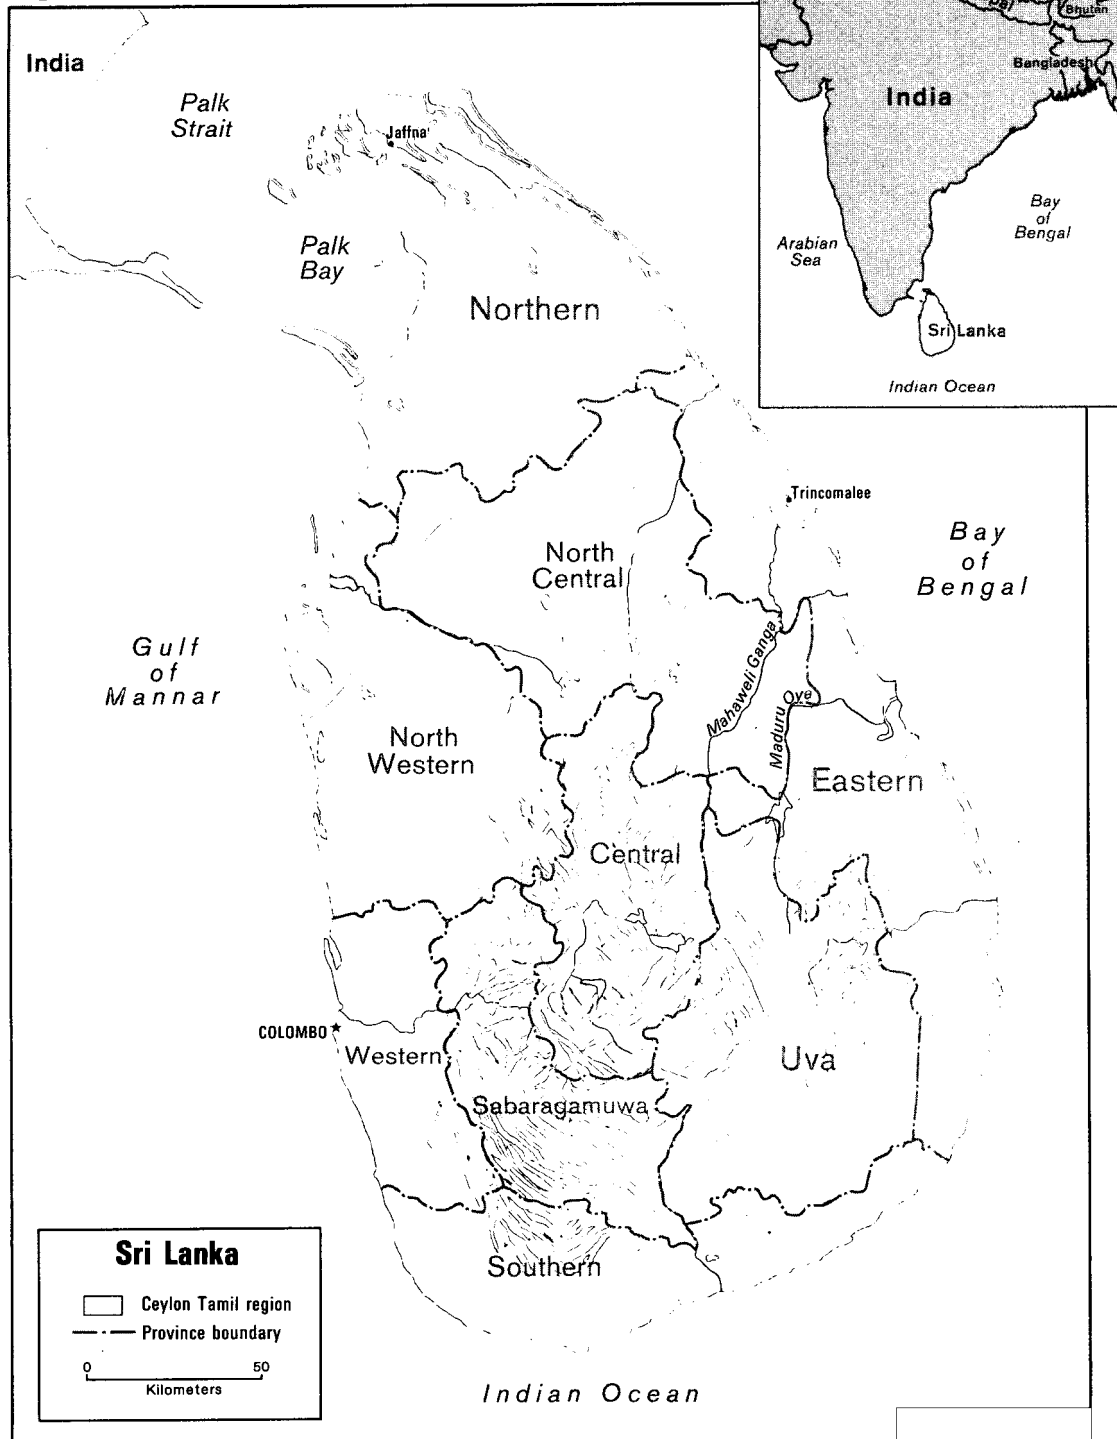 India
Palk
Strait
Jaffna
Palk
Bay
Northern
Bhutan
Bangladesh
India
Arabian
Sea
Bay
of
Bengal
Sri Lanka
Indian Ocean
Trincomalee
Bay
of
Bengal
North
Central
Gulf
of
Mannar
Mahaweli Ganga
Maduru Oya
North
Western
Eastern
Central
COLOMBO
Western
Uva
Sabaragamuwa
Southern
Sri Lanka
Ceylon Tamil region
Province boundary
0 50
Kilometers
Indian Ocean